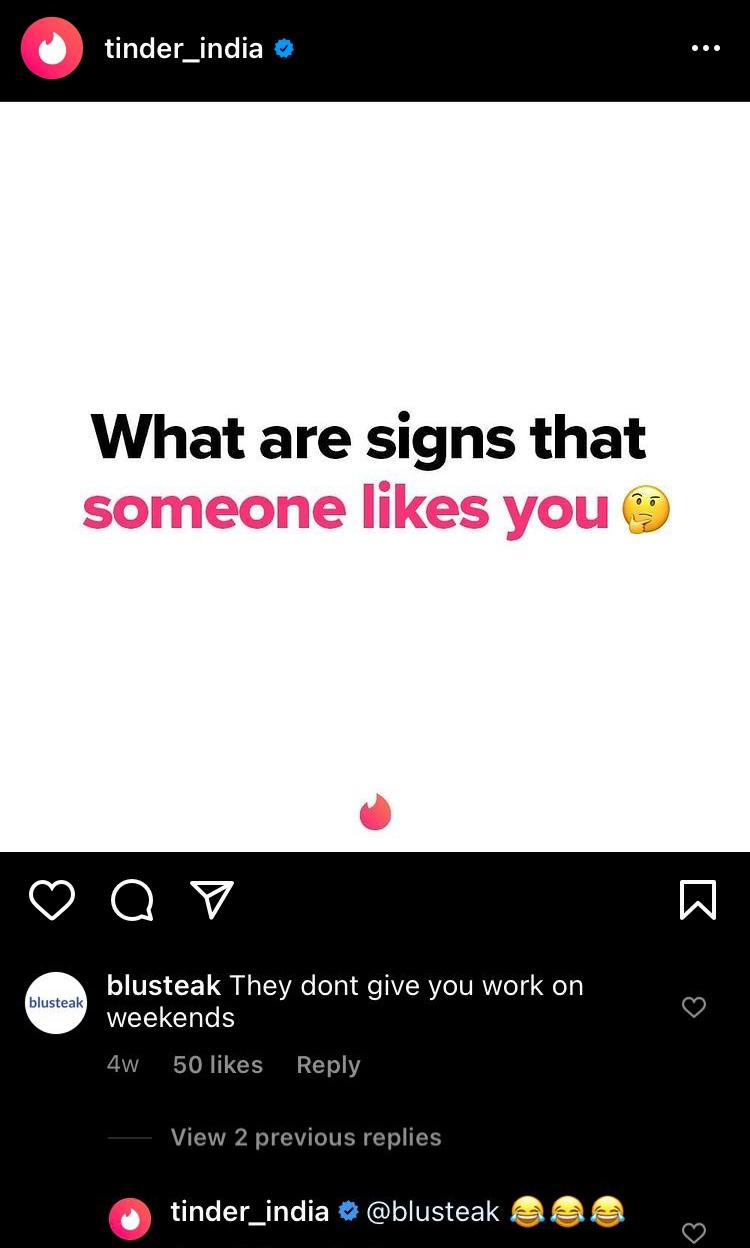 tinder_india
What are signs that
someone likes you 🤔
blusteak
blusteak They dont give you work on
weekends
4w 50 likes Reply
View 2 previous replies
tinder_india @blusteak 😂😂😂